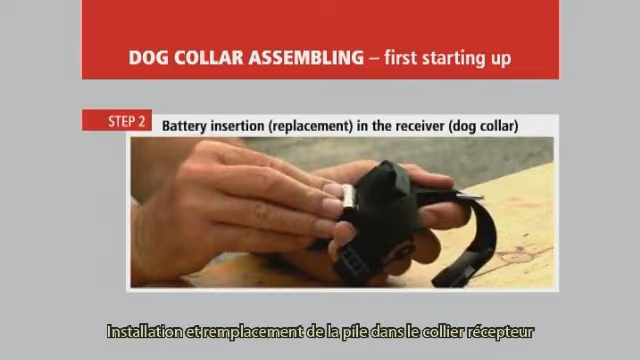 DOG COLLAR ASSEMBLING – first starting up
STEP 2 Battery insertion (replacement) in the receiver (dog collar)
Installation et remplacement de la pile dans le collier récepteur